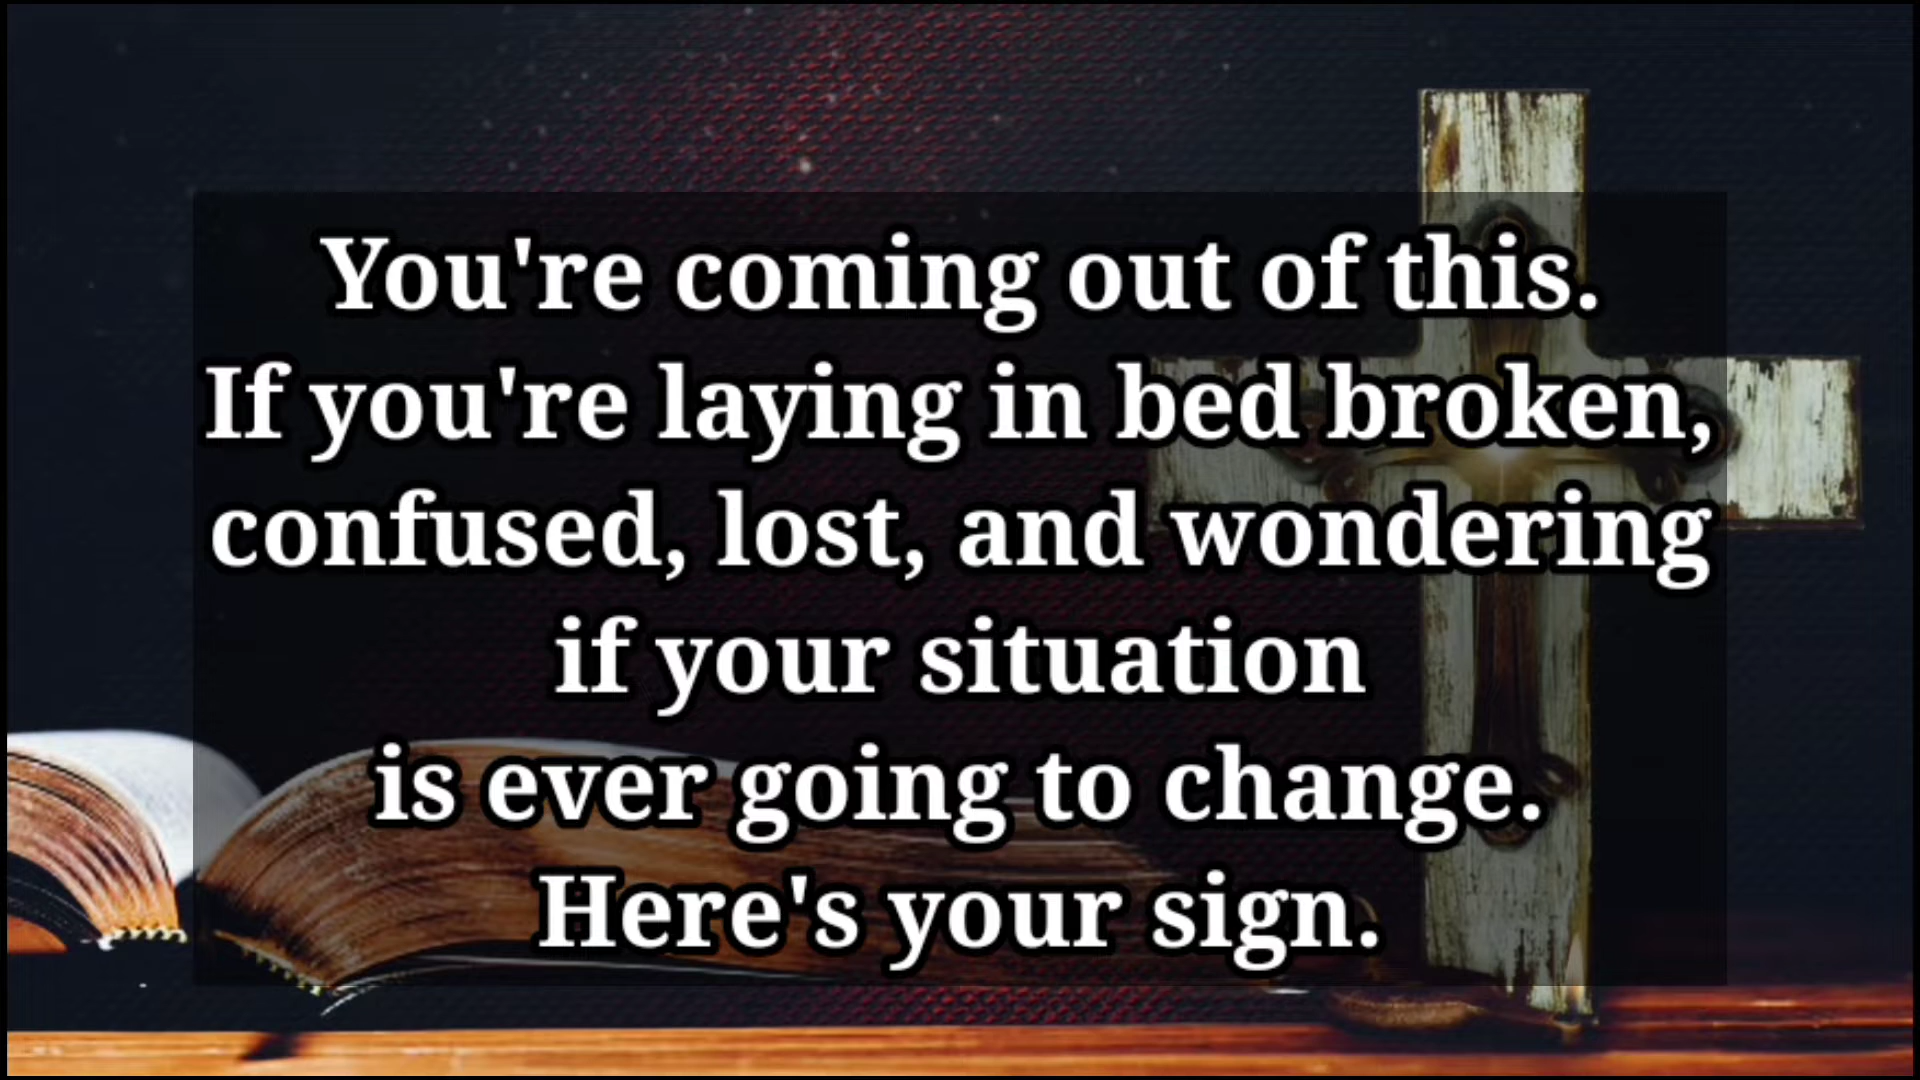 You're coming out of this.
If you're laying in bed broken,
confused, lost, and wondering
if your situation
is ever going to change.
Here's your sign.